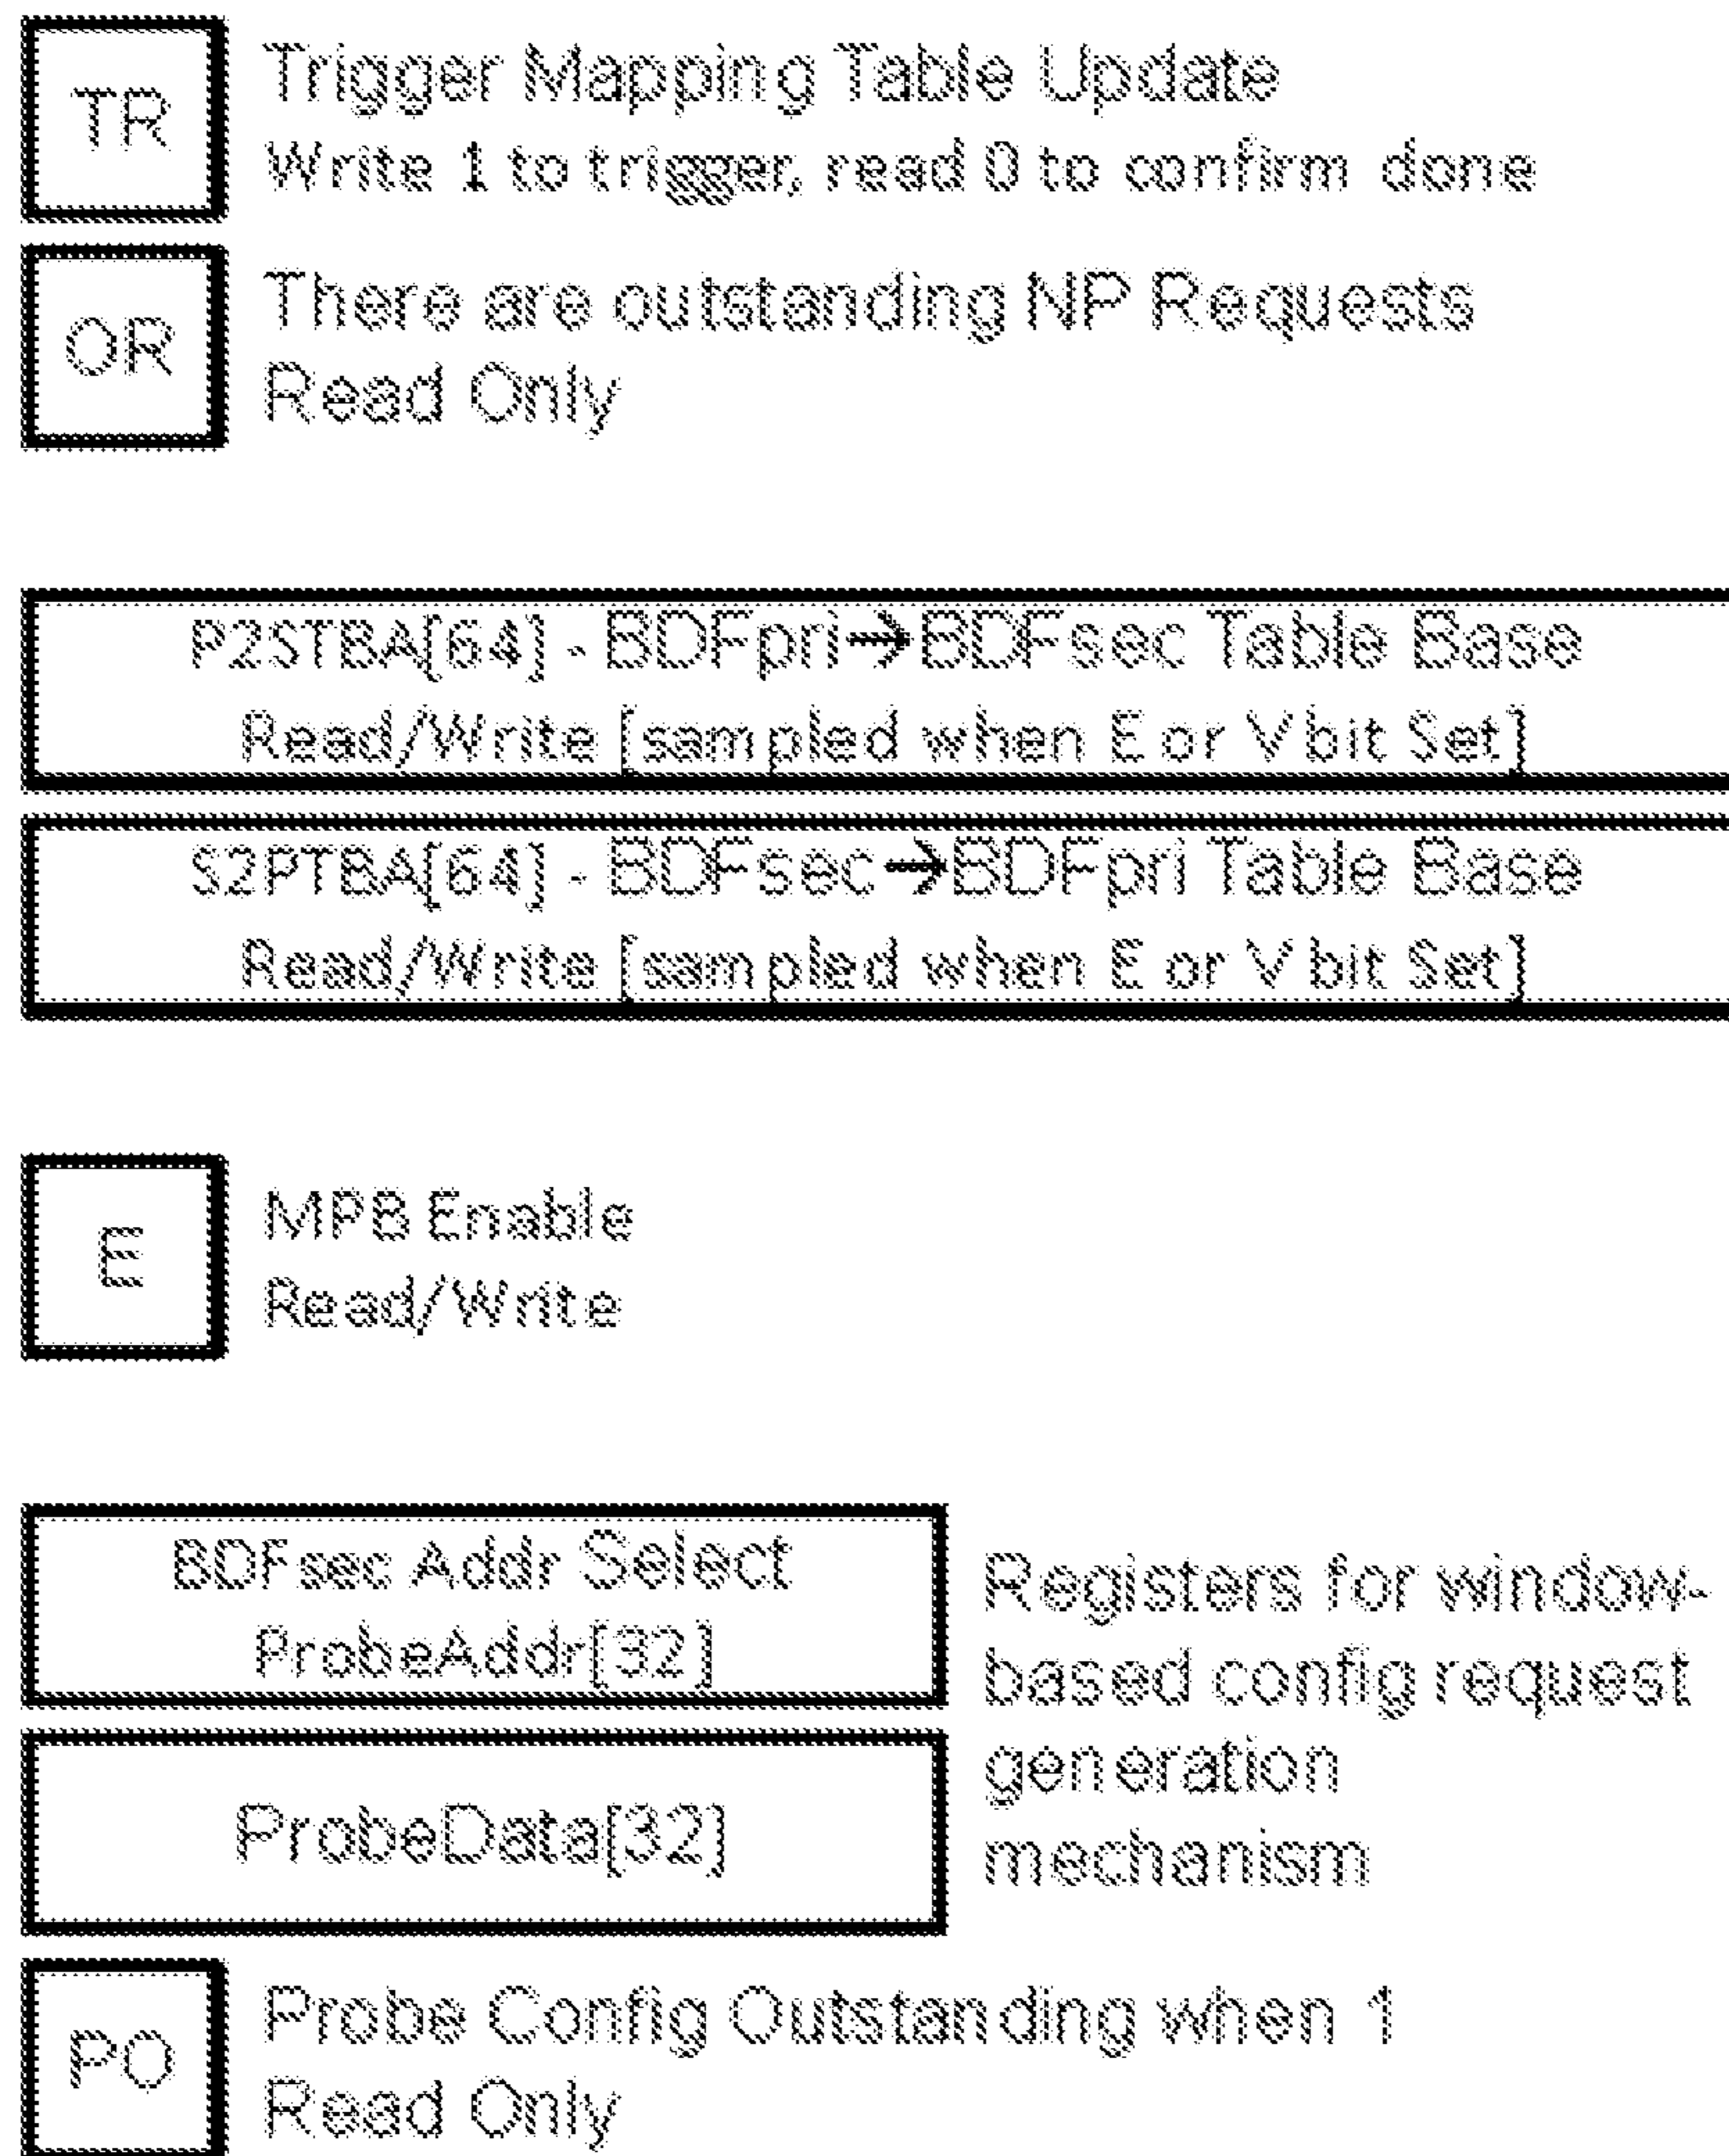 TR
Trigger Mapping Table Update
Write 1 to trigger, read 0 to confirm done
OR
There are outstanding NP Requests
Read Only
P2STBA[64] - BDFpri→BDFsec Table Base
Read/Write [sampled when E or V bit Set]
S2PTBA[64] - BDFsec→BDFpri Table Base
Read/Write [sampled when E or V bit Set]
E
MPB Enable
Read/Write
BDFsec Addr Select
ProbeAddr[32]
ProbeData[32]
Registers for window-
based config request
generation
mechanism
PO
Probe Config Outstanding when 1
Read Only